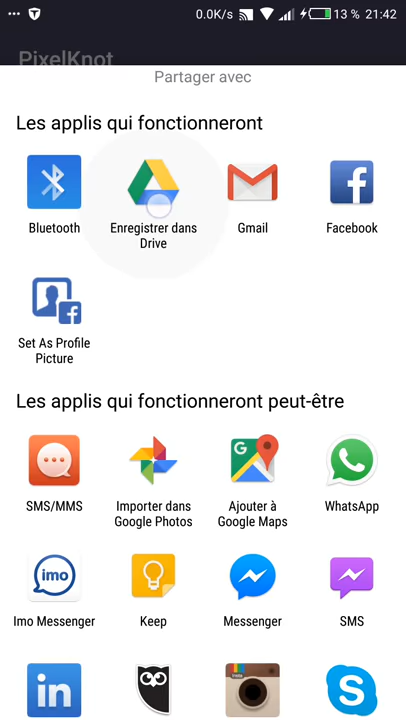 0.0K/s 13 % 21:42
PixelKnot
Partager avec
Les applis qui fonctionneront
Bluetooth
Enregistrer dans
Drive
Gmail
Facebook
Set As Profile
Picture
Les applis qui fonctionneront peut-être
SMS/MMS
Importer dans
Google Photos
Ajouter à
Google Maps
WhatsApp
imo
Imo Messenger
Keep
Messenger
SMS